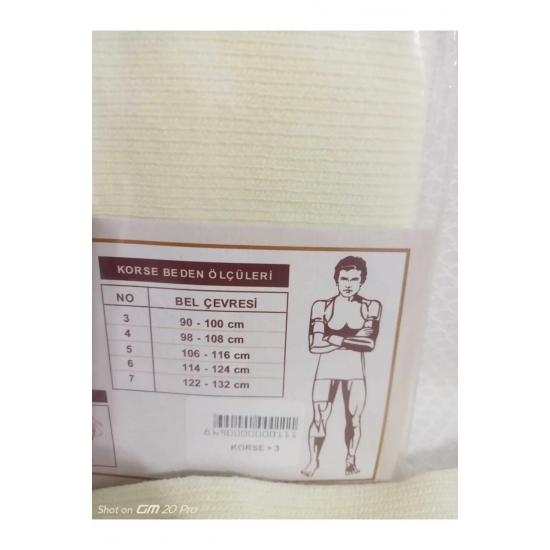 KORSE BEDEN ÖLÇÜLERİ
NO BEL ÇEVRESİ
3 90 - 100 cm
4 98 - 108 cm
5 106 - 116 cm
6 114 - 124 cm
7 122 - 132 cm
KORSE > 3
Shot on GM 20 Pro